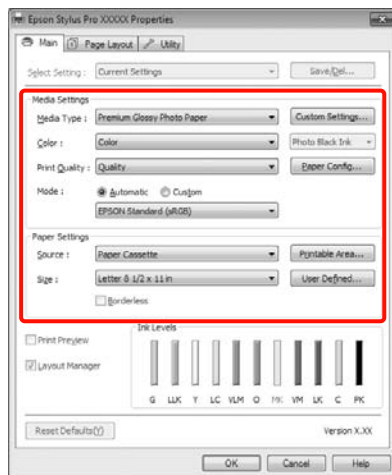 Epson Stylus Pro XXXXX Properties
Main Page Layout Utility
Select Setting : Current Settings Save/Del...
Media Settings
Media Type : Premium Glossy Photo Paper Custom Settings...
Color : Color Photo Black Ink
Print Quality : Quality Paper Config...
Mode : Automatic Custom
EPSON Standard (sRGB)
Paper Settings
Source : Paper Cassette Printable Area...
Size : Letter 8 1/2 x 11 in User Defined...
Borderless
Print Preview
Layout Manager
Ink Levels
G LLK Y LC VLM O MK VM LK C PK
Reset Defaults(Y) Version X.XX
OK Cancel Help